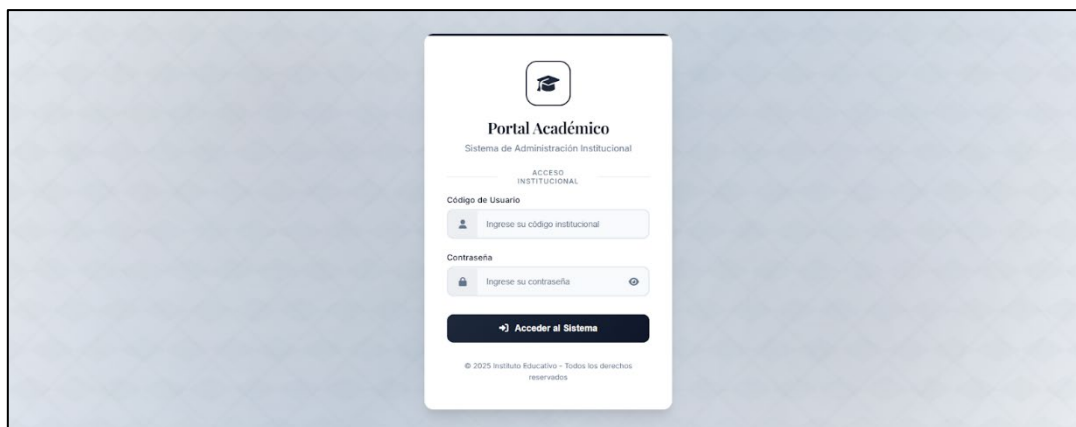 Portal Académico
Sistema de Administración Institucional
ACCESO
INSTITUCIONAL
Código de Usuario
Ingrese su código institucional
Contraseña
Ingrese su contraseña
Acceder al Sistema
© 2025 Instituto Educativo - Todos los derechos
reservados